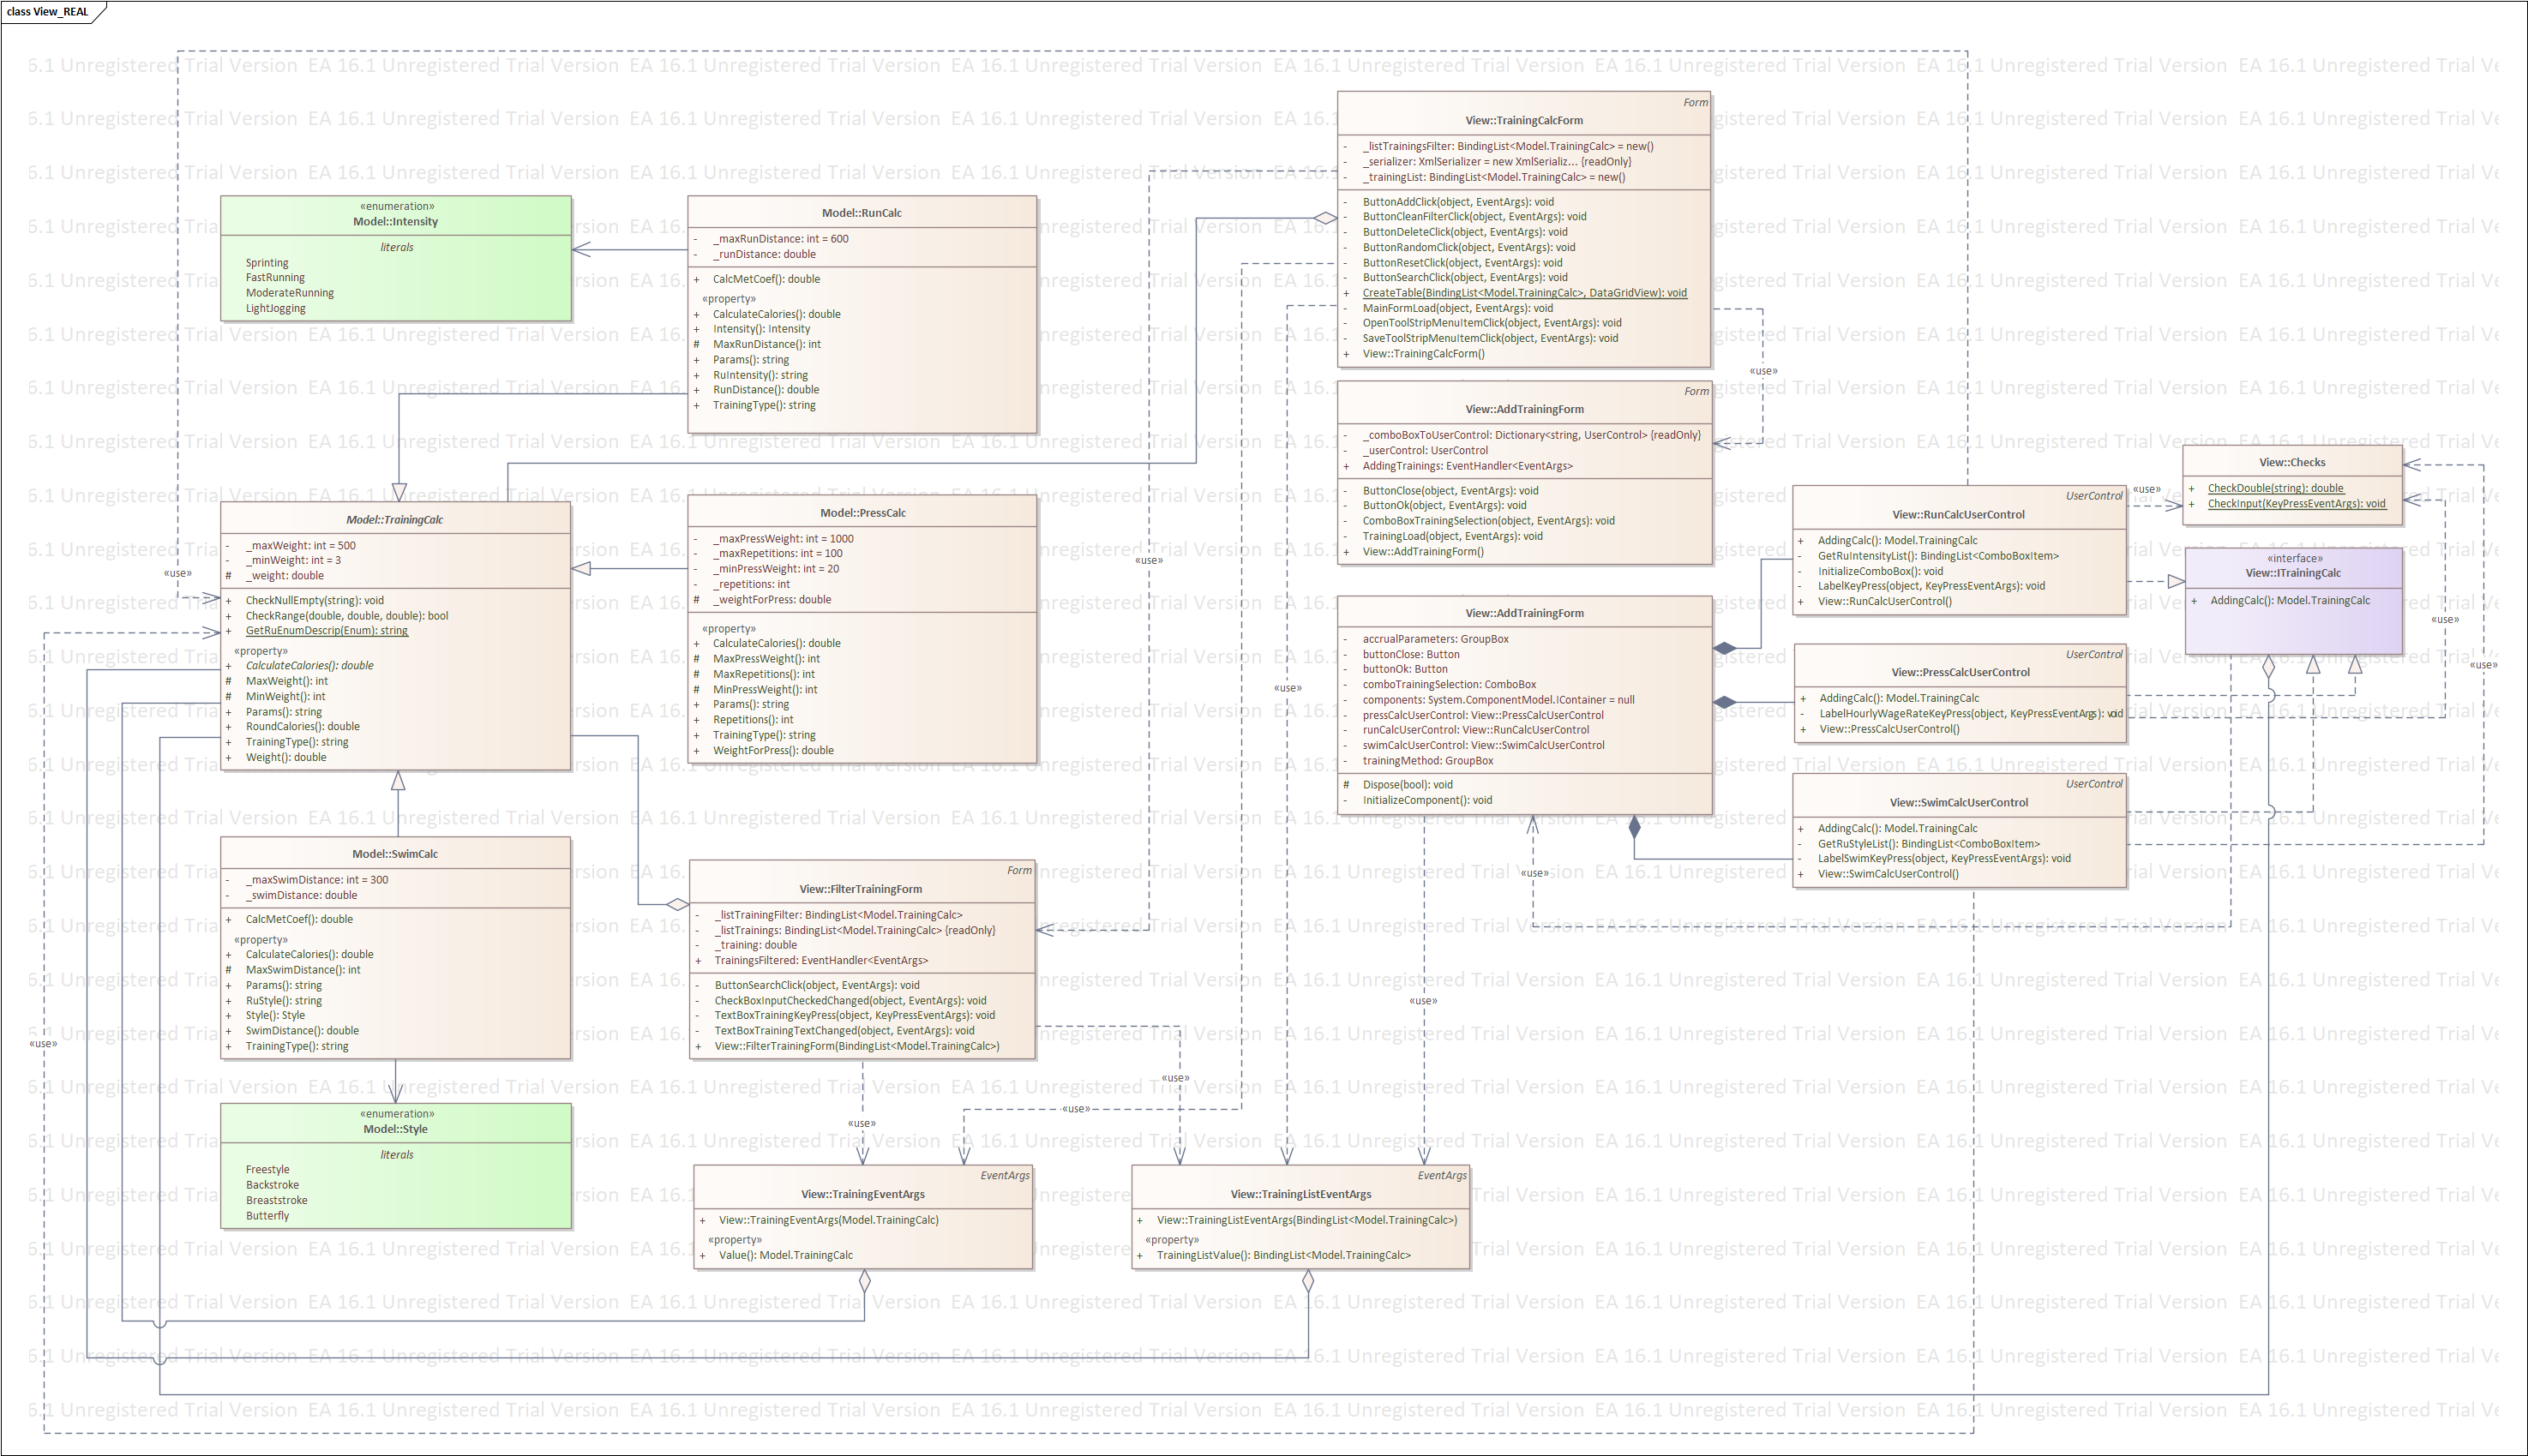 class View_REAL
EA 16.1 Unregistered Trial Version
Form
View::TrainingCalcForm
- _listTrainingsFilter: BindingList<Model.TrainingCalc> = new()
- _serializer: XmlSerializer = new XmlSerializ... {readOnly}
- _trainingList: BindingList<Model.TrainingCalc> = new()
- ButtonAddClick(object, EventArgs): void
- ButtonCleanFilterClick(object, EventArgs): void
- ButtonDeleteClick(object, EventArgs): void
- ButtonRandomClick(object, EventArgs): void
- ButtonResetClick(object, EventArgs): void
- ButtonSearchClick(object, EventArgs): void
+ CreateTable(BindingList<Model.TrainingCalc>, DataGridView): void
- MainFormLoad(object, EventArgs): void
- OpenToolStripMenuItemClick(object, EventArgs): void
- SaveToolStripMenuItemClick(object, EventArgs): void
+ View::TrainingCalcForm()
«enumeration»
Model::Intensity
literals
Sprinting
FastRunning
ModerateRunning
LightJogging
Model::RunCalc
- _maxRunDistance: int = 600
- _runDistance: double
+ CalcMetCoef(): double
«property»
+ CalculateCalories(): double
+ Intensity(): Intensity
# MaxRunDistance(): int
+ Params(): string
+ RuIntensity(): string
+ RunDistance(): double
+ TrainingType(): string
«use»
Form
View::AddTrainingForm
- _comboBoxToUserControl: Dictionary<string, UserControl> {readOnly}
- _userControl: UserControl
+ AddingTrainings: EventHandler<EventArgs>
- ButtonClose(object, EventArgs): void
- ButtonOk(object, EventArgs): void
- ComboBoxTrainingSelection(object, EventArgs): void
- TrainingLoad(object, EventArgs): void
+ View::AddTrainingForm()
View::Checks
+ CheckDouble(string): double
+ CheckInput(KeyPressEventArgs): void
«use»
UserControl
View::RunCalcUserControl
+ AddingCalc(): Model.TrainingCalc
- GetRuIntensityList(): BindingList<ComboBoxItem>
- InitializeComboBox(): void
- LabelKeyPress(object, KeyPressEventArgs): void
+ View::RunCalcUserControl()
«interface»
View::ITrainingCalc
+ AddingCalc(): Model.TrainingCalc
«use»
«use»
Model::TrainingCalc
- _maxWeight: int = 500
- _minWeight: int = 3
# _weight: double
+ CheckNullEmpty(string): void
+ CheckRange(double, double, double): bool
+ GetRuEnumDescrip(Enum): string
«property»
+ CalculateCalories(): double
# MaxWeight(): int
# MinWeight(): int
+ Params(): string
+ RoundCalories(): double
+ TrainingType(): string
+ Weight(): double
«use»
Model::PressCalc
- _maxPressWeight: int = 1000
- _maxRepetitions: int = 100
- _minPressWeight: int = 20
- _repetitions: int
# _weightForPress: double
«property»
+ CalculateCalories(): double
# MaxPressWeight(): int
# MaxRepetitions(): int
# MinPressWeight(): int
+ Params(): string
+ Repetitions(): int
+ TrainingType(): string
+ WeightForPress(): double
«use»
«use»
View::AddTrainingForm
- accrualParameters: GroupBox
- buttonClose: Button
- buttonOk: Button
- comboTrainingSelection: ComboBox
- components: System.ComponentModel.IContainer = null
- pressCalcUserControl: View::PressCalcUserControl
- runCalcUserControl: View::RunCalcUserControl
- swimCalcUserControl: View::SwimCalcUserControl
- trainingMethod: GroupBox
# Dispose(bool): void
- InitializeComponent(): void
UserControl
View::PressCalcUserControl
+ AddingCalc(): Model.TrainingCalc
- LabelHourlyWageRateKeyPress(object, KeyPressEventArgs): void
+ View::PressCalcUserControl()
UserControl
View::SwimCalcUserControl
+ AddingCalc(): Model.TrainingCalc
- GetRuStyleList(): BindingList<ComboBoxItem>
- LabelSwimKeyPress(object, KeyPressEventArgs): void
+ View::SwimCalcUserControl()
«use»
«use»
Model::SwimCalc
- _maxSwimDistance: int = 300
- _swimDistance: double
+ CalcMetCoef(): double
«property»
+ CalculateCalories(): double
# MaxSwimDistance(): int
+ Params(): string
+ RuStyle(): string
+ Style(): Style
+ SwimDistance(): double
+ TrainingType(): string
«use»
Form
View::FilterTrainingForm
- _listTrainingFilter: BindingList<Model.TrainingCalc>
- _listTrainings: BindingList<Model.TrainingCalc> {readOnly}
- _training: double
+ TrainingsFiltered: EventHandler<EventArgs>
- ButtonSearchClick(object, EventArgs): void
- CheckBoxInputCheckedChanged(object, EventArgs): void
- TextBoxTrainingKeyPress(object, KeyPressEventArgs): void
- TextBoxTrainingTextChanged(object, EventArgs): void
+ View::FilterTrainingForm(BindingList<Model.TrainingCalc>)
«use»
«use»
«use»
«enumeration»
Model::Style
literals
Freestyle
Backstroke
Breaststroke
Butterfly
EventArgs
View::TrainingEventArgs
+ View::TrainingEventArgs(Model.TrainingCalc)
«property»
+ Value(): Model.TrainingCalc
EventArgs
View::TrainingListEventArgs
+ View::TrainingListEventArgs(BindingList<Model.TrainingCalc>)
«property»
+ TrainingListValue(): BindingList<Model.TrainingCalc>